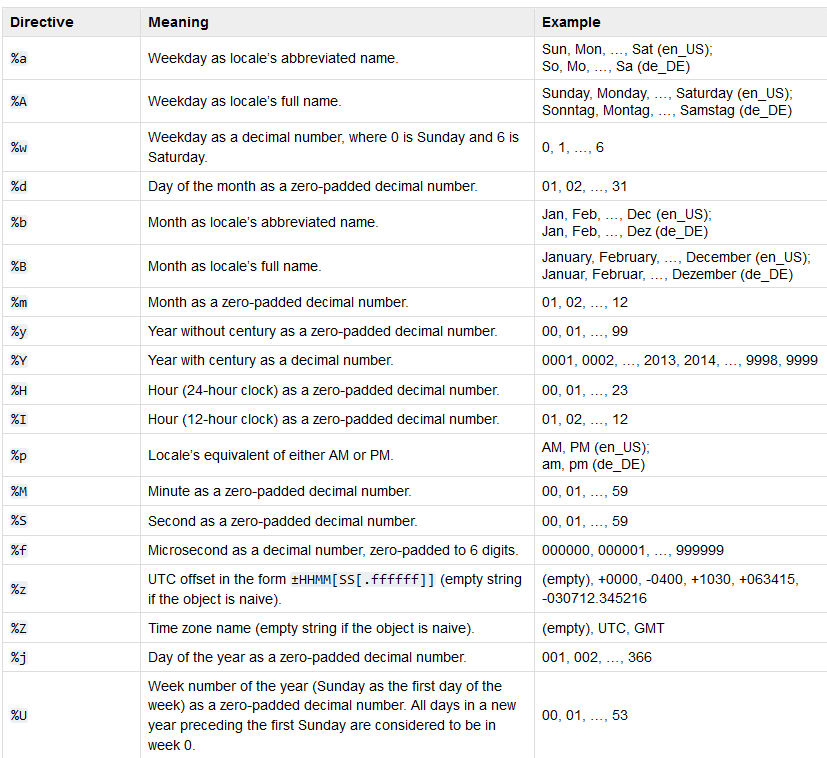 Directive Meaning Example
%a Weekday as locale’s abbreviated name. Sun, Mon, …, Sat (en_US);
So, Mo, …, Sa (de_DE)
%A Weekday as locale’s full name. Sunday, Monday, …, Saturday (en_US);
Sonntag, Montag, …, Samstag (de_DE)
%w Weekday as a decimal number, where 0 is Sunday and 6 is
Saturday. 0, 1, …, 6
%d Day of the month as a zero-padded decimal number. 01, 02, …, 31
%b Month as locale’s abbreviated name. Jan, Feb, …, Dec (en_US);
Jan, Feb, …, Dez (de_DE)
%B Month as locale’s full name. January, February, …, December (en_US);
Januar, Februar, …, Dezember (de_DE)
%m Month as a zero-padded decimal number. 01, 02, …, 12
%y Year without century as a zero-padded decimal number. 00, 01, …, 99
%Y Year with century as a decimal number. 0001, 0002, …, 2013, 2014, …, 9998, 9999
%H Hour (24-hour clock) as a zero-padded decimal number. 00, 01, …, 23
%I Hour (12-hour clock) as a zero-padded decimal number. 01, 02, …, 12
%p Locale’s equivalent of either AM or PM. AM, PM (en_US);
am, pm (de_DE)
%M Minute as a zero-padded decimal number. 00, 01, …, 59
%S Second as a zero-padded decimal number. 00, 01, …, 59
%f Microsecond as a decimal number, zero-padded to 6 digits. 000000, 000001, …, 999999
%z UTC offset in the form ±HHMM[SS[.ffffff]] (empty string
if the object is naive). (empty), +0000, -0400, +1030, +063415,
-030712.345216
%Z Time zone name (empty string if the object is naive). (empty), UTC, GMT
%j Day of the year as a zero-padded decimal number. 001, 002, …, 366
%U Week number of the year (Sunday as the first day of the
week) as a zero-padded decimal number. All days in a new
year preceding the first Sunday are considered to be in
week 0. 00, 01, …, 53